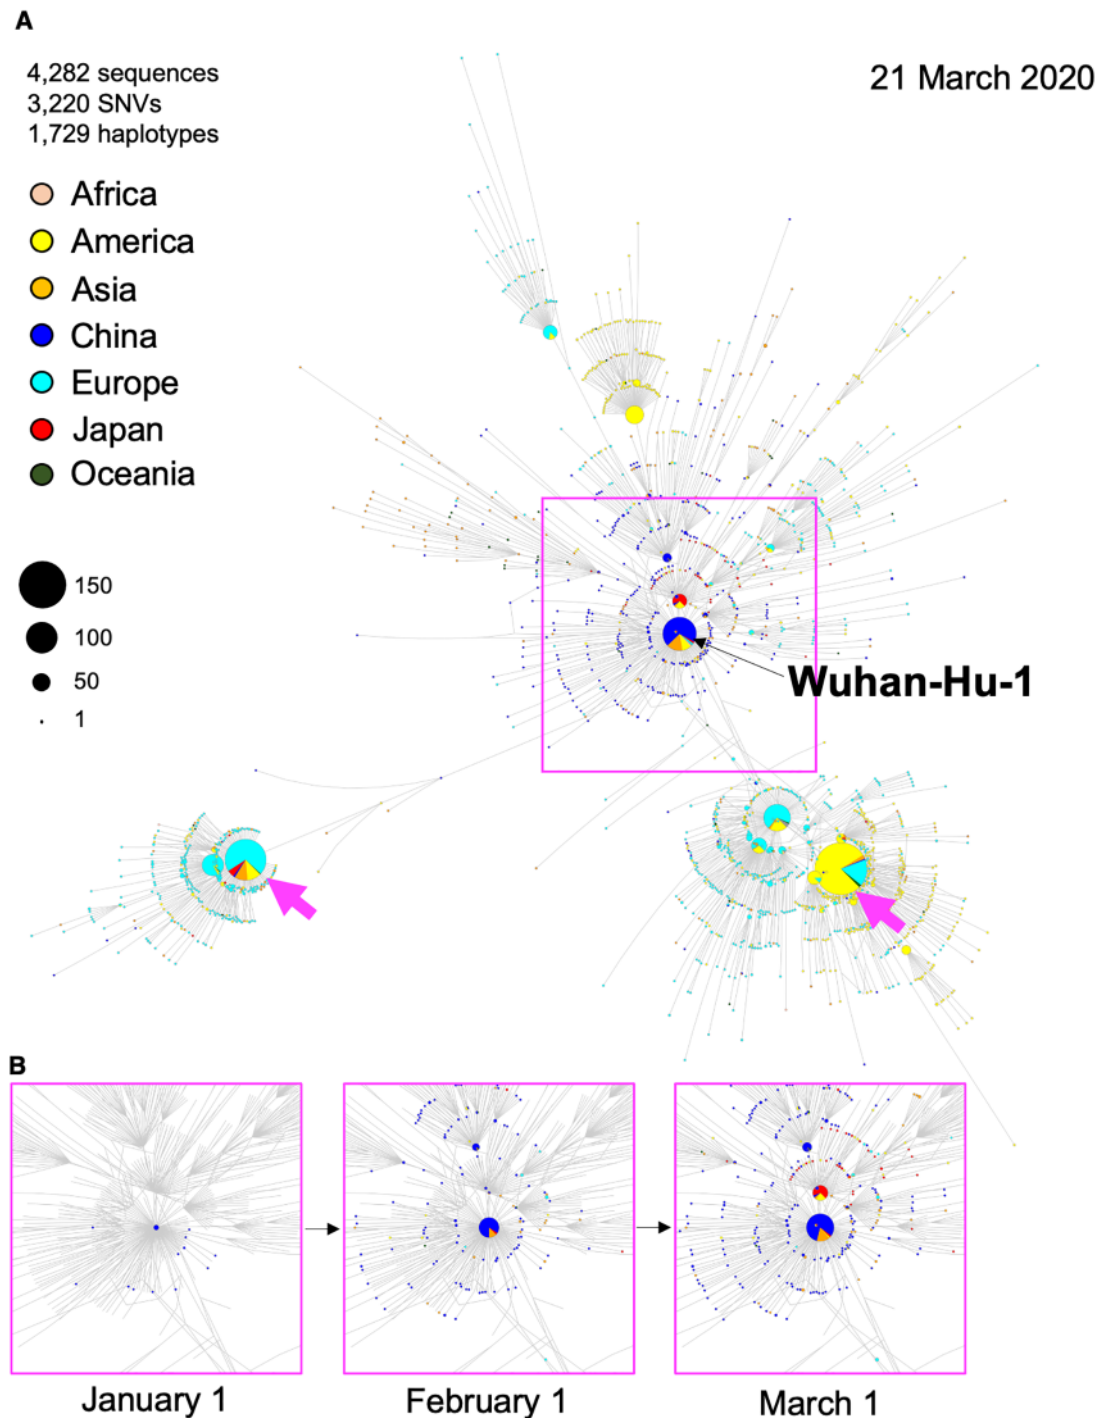 A
4,282 sequences
3,220 SNVs
1,729 haplotypes
21 March 2020
Africa
America
Asia
China
Europe
Japan
Oceania
150
100
50
1
Wuhan-Hu-1
B
January 1
February 1
March 1